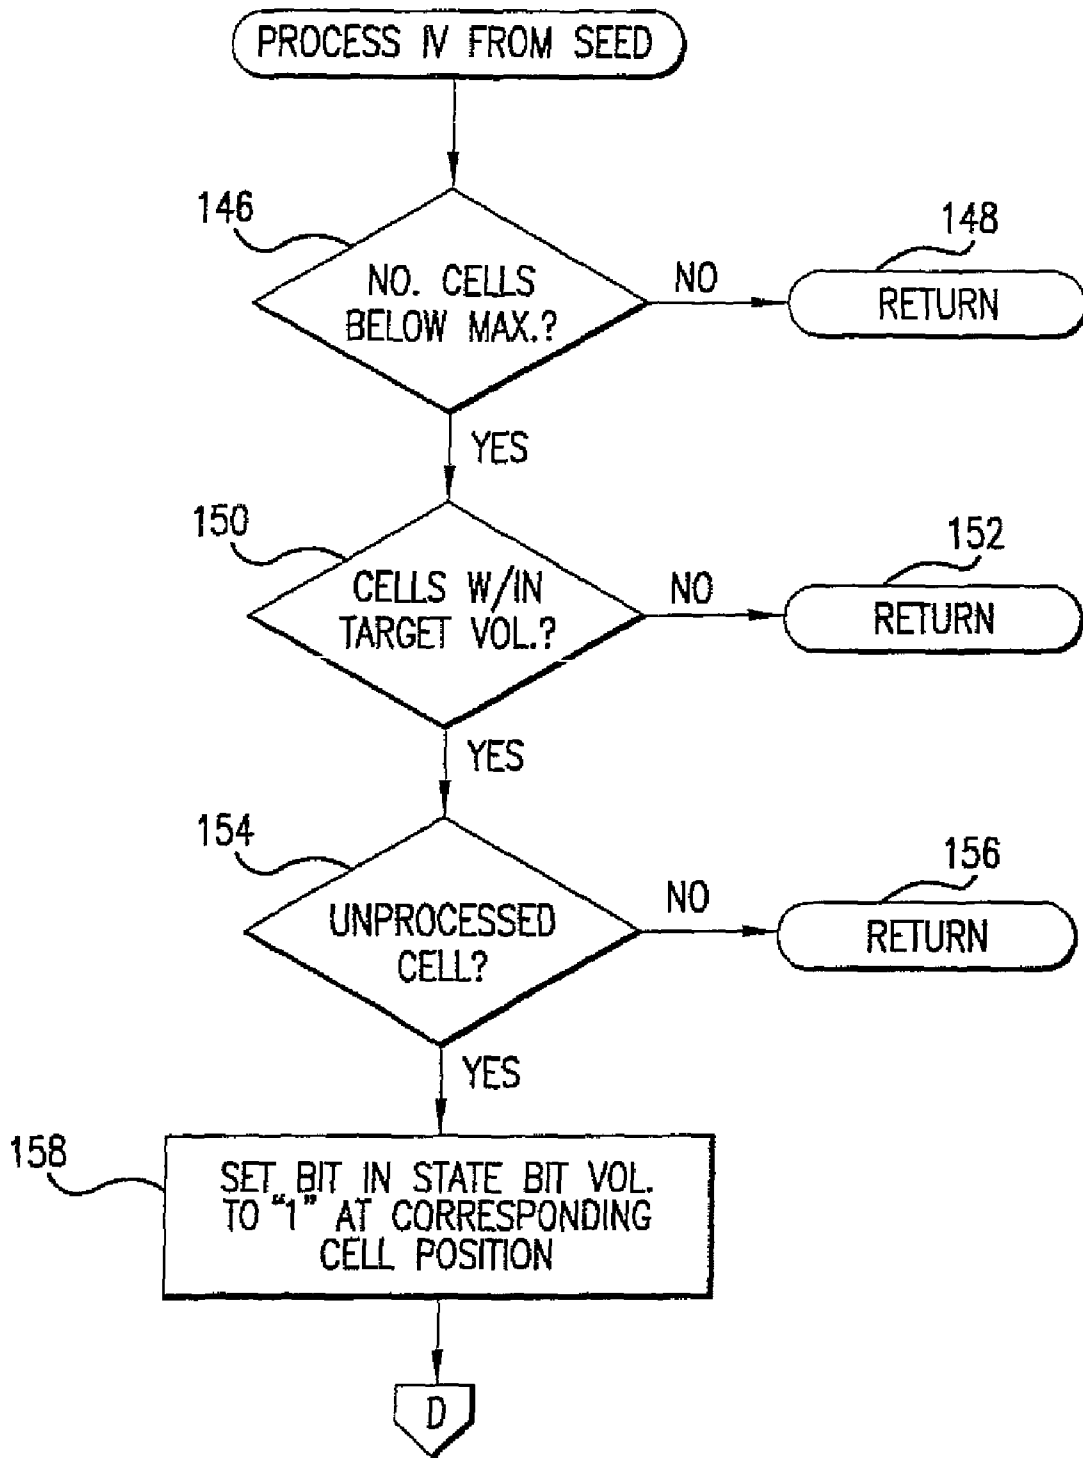 PROCESS IV FROM SEED
146
NO. CELLS
BELOW MAX.?
NO
148
RETURN
YES
150
CELLS W/IN
TARGET VOL.?
NO
152
RETURN
YES
154
UNPROCESSED
CELL?
NO
156
RETURN
YES
158
SET BIT IN STATE BIT VOL.
TO “1” AT CORRESPONDING
CELL POSITION
D